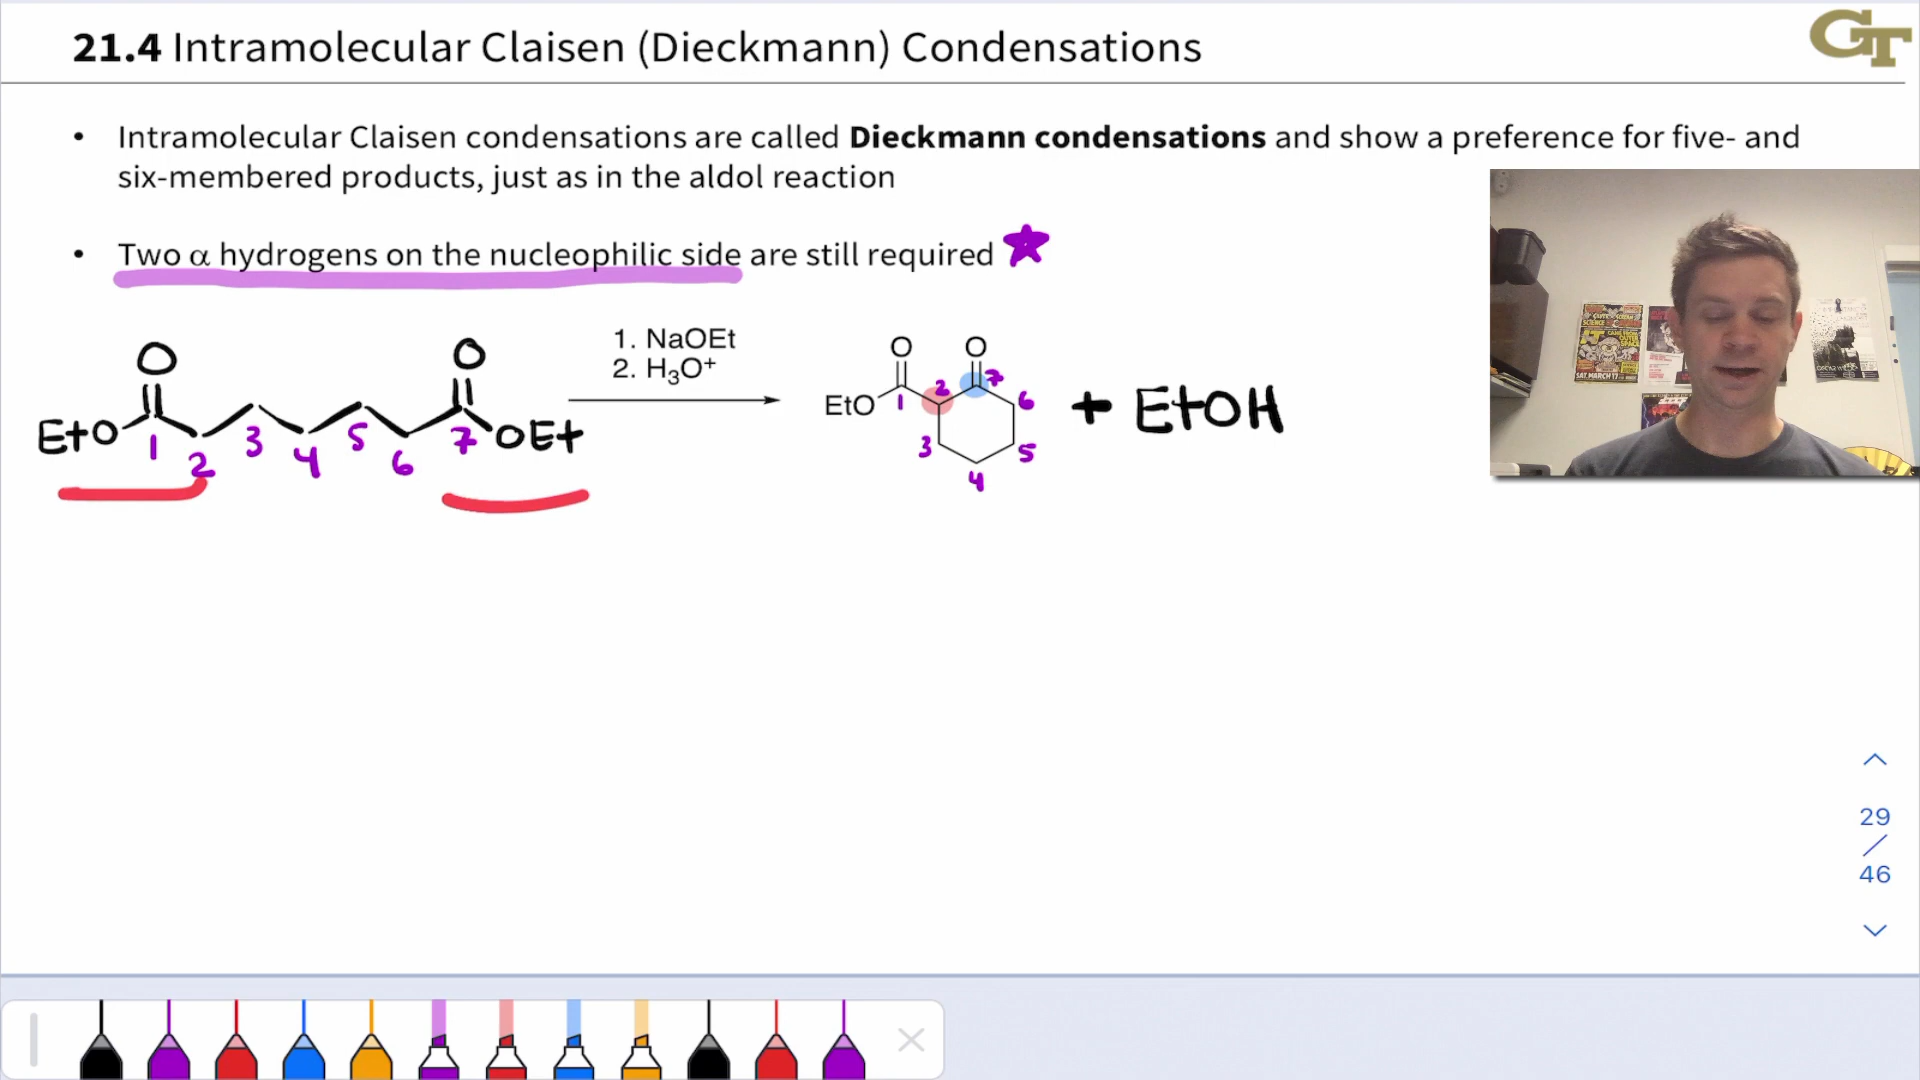 21.4 Intramolecular Claisen (Dieckmann) Condensations
GT
• Intramolecular Claisen condensations are called Dieckmann condensations and show a preference for five- and
six-membered products, just as in the aldol reaction
• Two α hydrogens on the nucleophilic side are still required
O O 1. NaOEt O O
2. H₃O⁺
EtO 1 2 3 4 5 6 7 OEt
EtO 1 2 7 6 + EtOH
3 5
4
SAT. MARCH 17
29
/
46